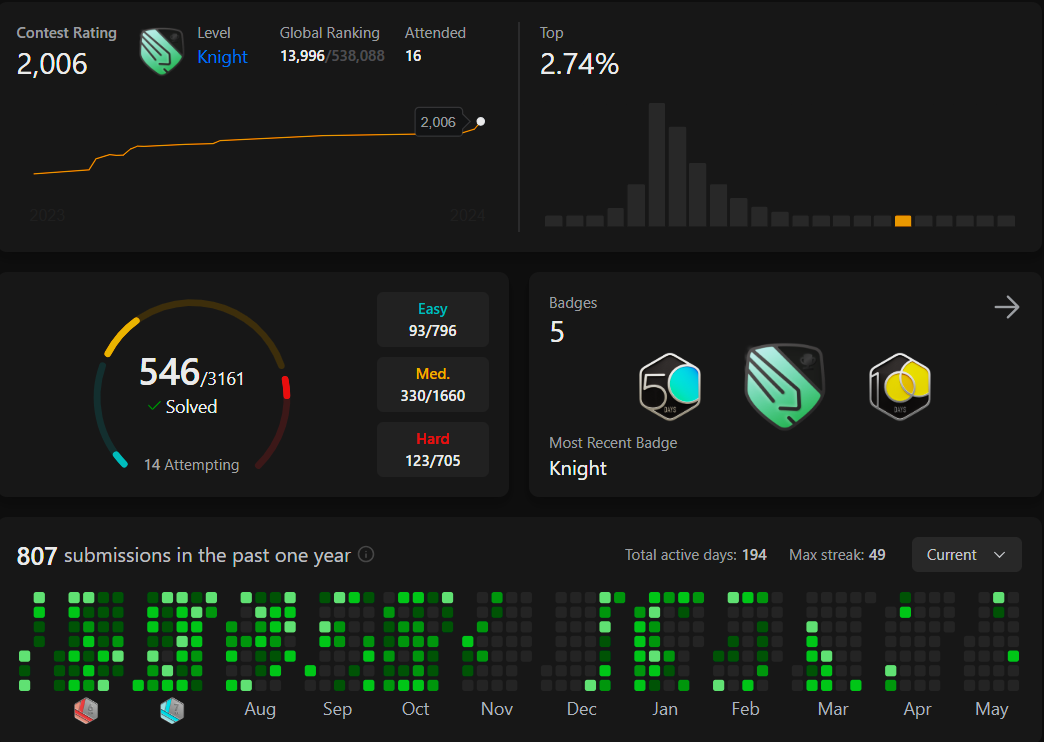 Contest Rating
2,006
Level
Knight
Global Ranking
13,996/538,088
Attended
16
Top
2.74%
2,006
2023
2024
546/3161
Solved
14 Attempting
Easy
93/796
Med.
330/1660
Hard
123/705
Badges
5
50
DAYS
100
DAYS
Most Recent Badge
Knight
807 submissions in the past one year
Total active days: 194
Max streak: 49
Current
Aug
Sep
Oct
Nov
Dec
Jan
Feb
Mar
Apr
May